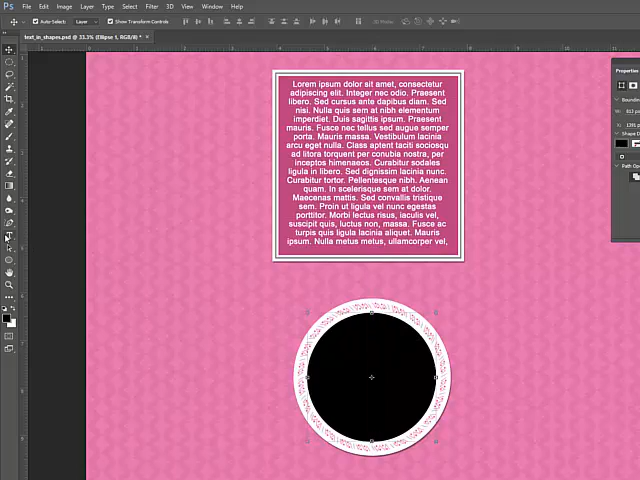 Ps File Edit Image Layer Type Select Filter 3D View Window Help
Auto-Select: Layer Show Transform Controls 3D Mode:
text_in_shapes.psd @ 33.3% (Ellipse 1, RGB/8) * ×
Properties
Lorem ipsum dolor sit amet, consectetur
adipiscing elit. Integer nec odio. Praesent
libero. Sed cursus ante dapibus diam. Sed
nisi. Nulla quis sem at nibh elementum
imperdiet. Duis sagittis ipsum. Praesent
mauris. Fusce nec tellus sed augue semper
porta. Mauris massa. Vestibulum lacinia
arcu eget nulla. Class aptent taciti sociosqu
ad litora torquent per conubia nostra, per
inceptos himenaeos. Curabitur sodales
ligula in libero. Sed dignissim lacinia nunc.
Curabitur tortor. Pellentesque nibh. Aenean
quam. In scelerisque sem at dolor.
Maecenas mattis. Sed convallis tristique
sem. Proin ut ligula vel nunc egestas
porttitor. Morbi lectus risus, iaculis vel,
suscipit quis, luctus non, massa. Fusce ac
turpis quis ligula lacinia aliquet. Mauris
ipsum. Nulla metus metus, ullamcorper vel,